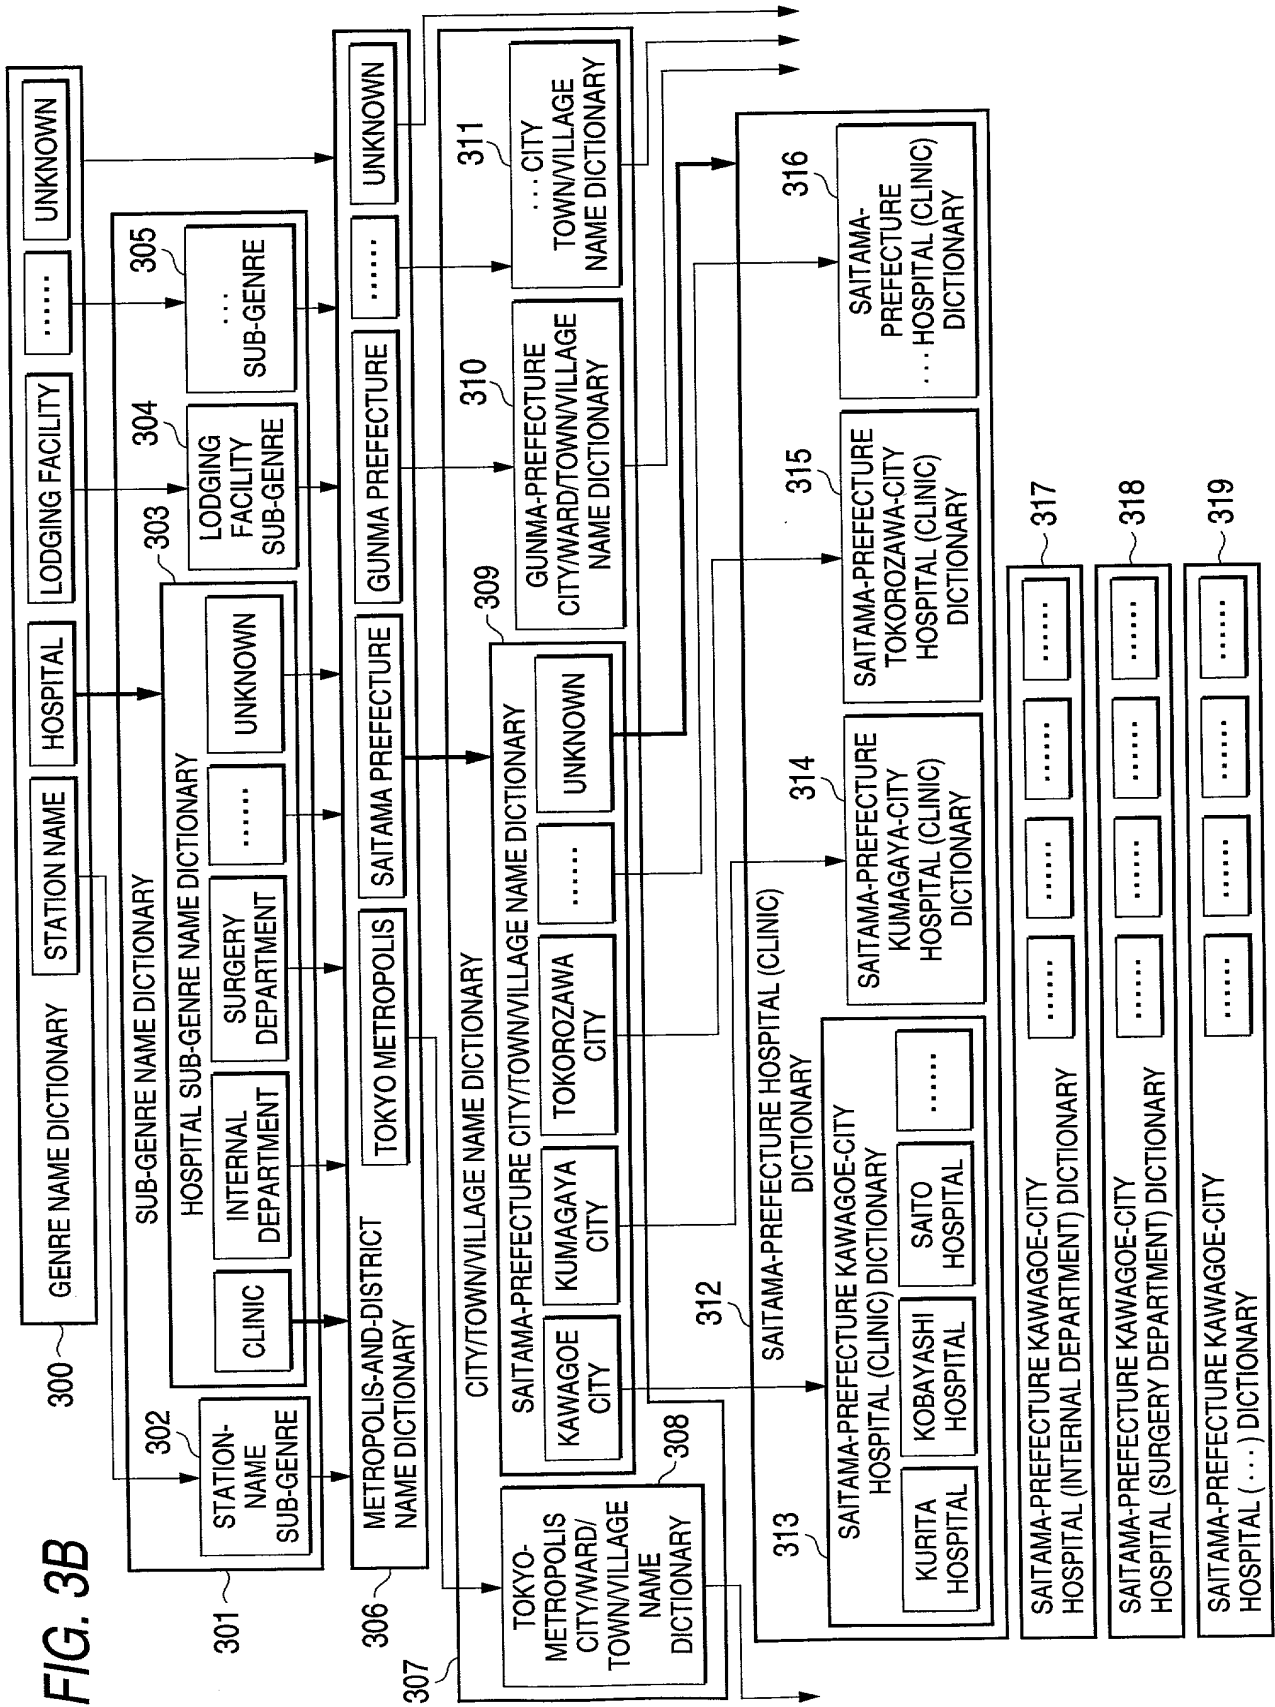 FIG. 3B
300
GENRE NAME DICTIONARY
STATION NAME
HOSPITAL
LODGING FACILITY
......
UNKNOWN
301
SUB-GENRE NAME DICTIONARY
302
STATION-
NAME
SUB-GENRE
303
HOSPITAL SUB-GENRE NAME DICTIONARY
CLINIC
INTERNAL
DEPARTMENT
SURGERY
DEPARTMENT
......
UNKNOWN
304
LODGING
FACILITY
SUB-GENRE
305
...
SUB-GENRE
306
METROPOLIS-AND-DISTRICT
NAME DICTIONARY
TOKYO METROPOLIS
SAITAMA PREFECTURE
GUNMA PREFECTURE
......
UNKNOWN
307
CITY/TOWN/VILLAGE NAME DICTIONARY
308
TOKYO-
METROPOLIS
CITY/WARD/
TOWN/VILLAGE
NAME
DICTIONARY
309
SAITAMA-PREFECTURE CITY/TOWN/VILLAGE NAME DICTIONARY
KAWAGOE
CITY
KUMAGAYA
CITY
TOKOROZAWA
CITY
......
UNKNOWN
310
GUNMA-PREFECTURE
CITY/WARD/TOWN/VILLAGE
NAME DICTIONARY
311
...CITY
TOWN/VILLAGE
NAME DICTIONARY
312
SAITAMA-PREFECTURE HOSPITAL (CLINIC)
DICTIONARY
313
SAITAMA-PREFECTURE KAWAGOE-CITY
HOSPITAL (CLINIC) DICTIONARY
KURITA
HOSPITAL
KOBAYASHI
HOSPITAL
SAITO
HOSPITAL
......
314
SAITAMA-PREFECTURE
KUMAGAYA-CITY
HOSPITAL (CLINIC)
DICTIONARY
315
SAITAMA-PREFECTURE
TOKOROZAWA-CITY
HOSPITAL (CLINIC)
DICTIONARY
316
SAITAMA-
PREFECTURE
...HOSPITAL (CLINIC)
DICTIONARY
SAITAMA-PREFECTURE KAWAGOE-CITY
HOSPITAL (INTERNAL DEPARTMENT) DICTIONARY
......
......
......
......
317
SAITAMA-PREFECTURE KAWAGOE-CITY
HOSPITAL (SURGERY DEPARTMENT) DICTIONARY
......
......
......
......
318
SAITAMA-PREFECTURE KAWAGOE-CITY
HOSPITAL (...) DICTIONARY
......
......
......
......
319